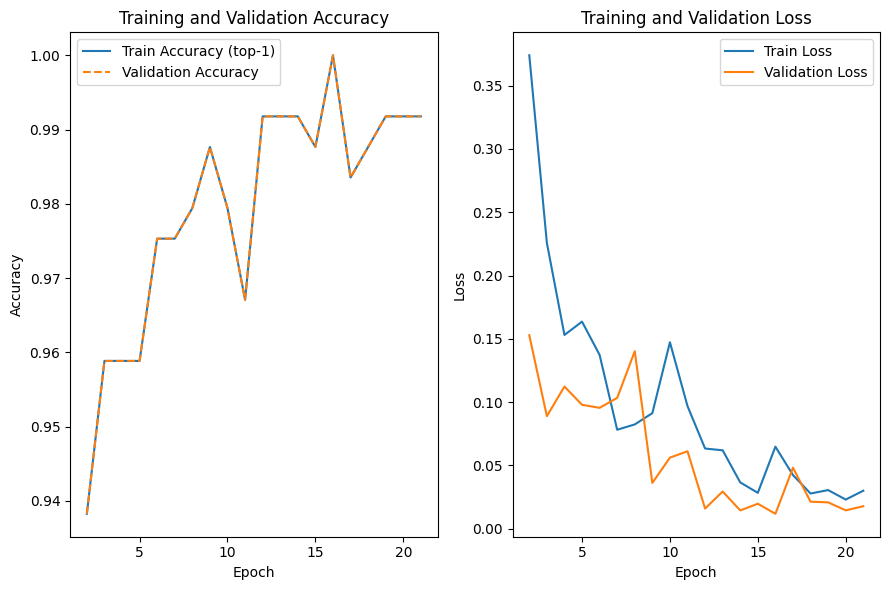 Training and Validation Accuracy
Train Accuracy (top-1)
Validation Accuracy
1.00
0.99
0.98
0.97
0.96
0.95
0.94
Accuracy
5 10 15 20
Epoch
Training and Validation Loss
Train Loss
Validation Loss
0.35
0.30
0.25
0.20
0.15
0.10
0.05
0.00
Loss
5 10 15 20
Epoch